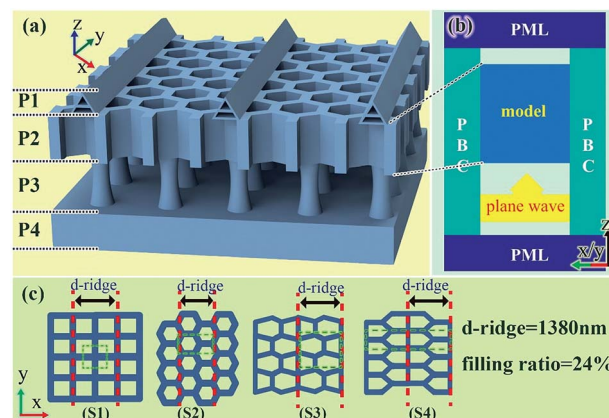 (a)
z
y
x
P1
P2
P3
P4
(b)
PML
P
B
C
model
P
B
C
plane wave
PML
z
x/y
(c)
d-ridge
d-ridge
d-ridge
d-ridge
y
x
(S1)
(S2)
(S3)
(S4)
d-ridge=1380nm
filling ratio=24%